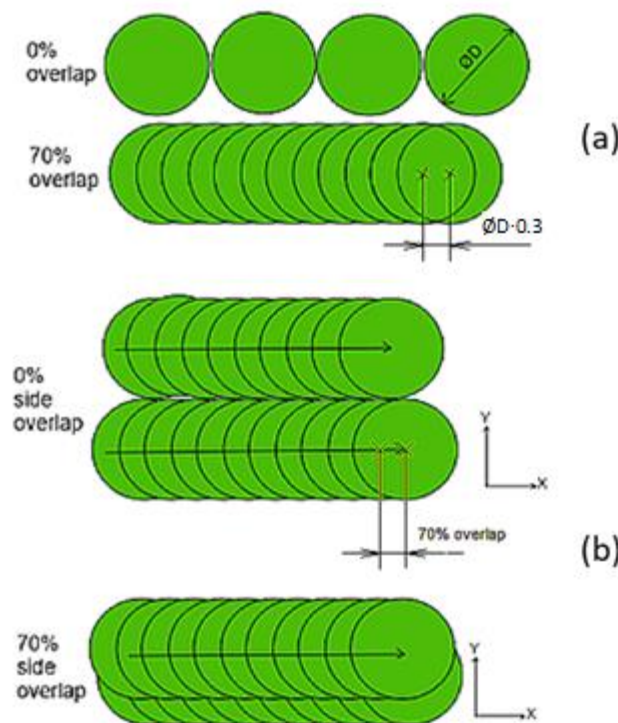 0%
overlap
ØD
70%
overlap
(a)
ØD·0.3
0%
side
overlap
Y
X
70% overlap
(b)
70%
side
overlap
Y
X